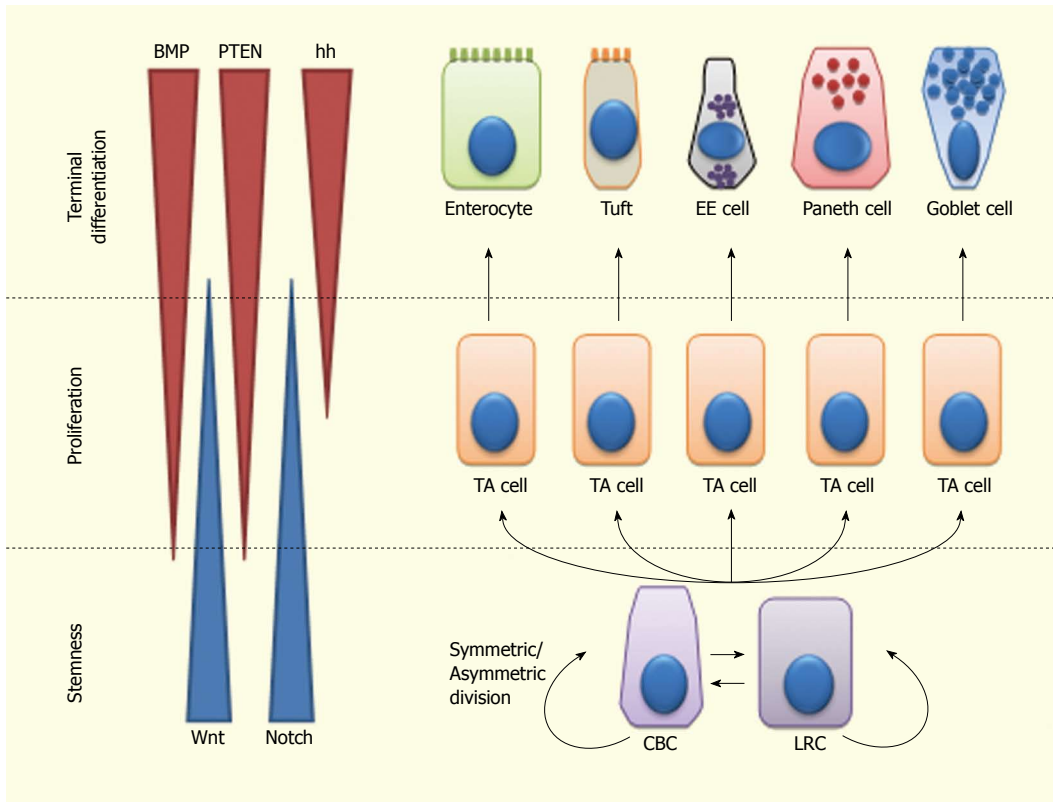 BMP PTEN hh
Terminal
differentiation
Enterocyte Tuft EE cell Paneth cell Goblet cell
Proliferation
TA cell TA cell TA cell TA cell TA cell
Stemness
Symmetric/
Asymmetric
division
Wnt Notch CBC LRC